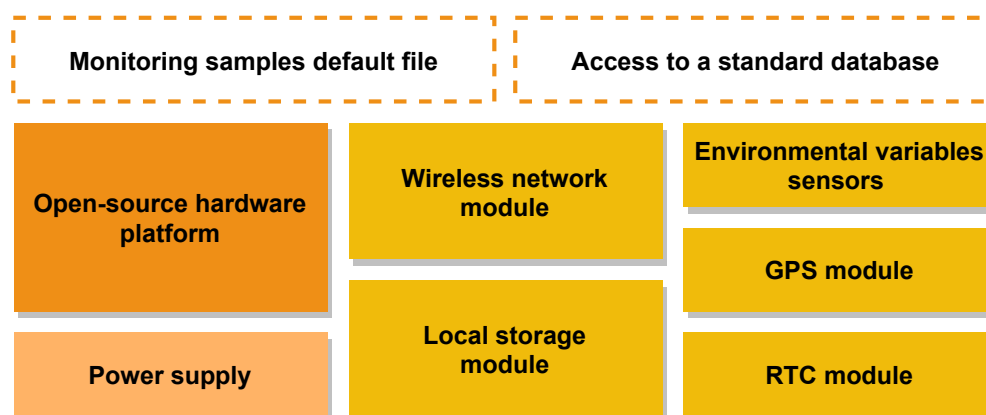 Monitoring samples default file
Access to a standard database
Open-source hardware
platform
Wireless network
module
Environmental variables
sensors
GPS module
Local storage
module
Power supply
RTC module